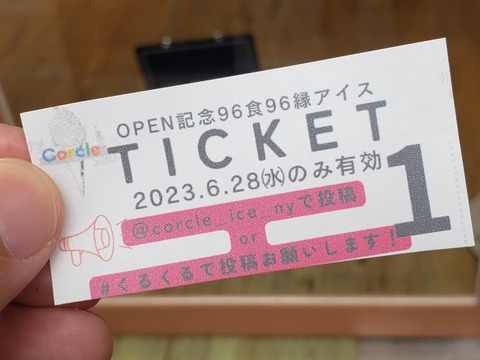 Corcle
OPEN記念96食96縁アイス
TICKET
2023.6.28㈬のみ有効
1
@corcle_ice_nyで投稿
or
#くるくるで投稿お願いします!